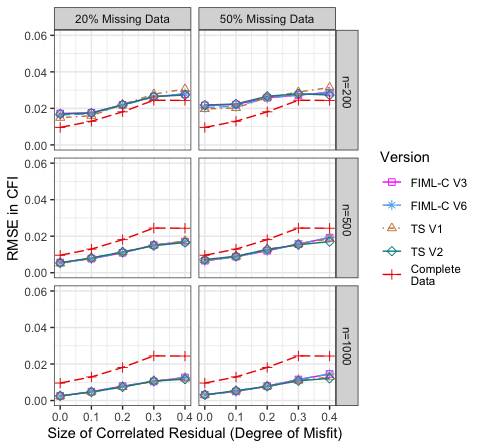 20% Missing Data 50% Missing Data
0.06
0.04
0.02
0.00
n=200
0.06
0.04
0.02
0.00
n=500
0.06
0.04
0.02
0.00
n=1000
0.0 0.1 0.2 0.3 0.4 0.0 0.1 0.2 0.3 0.4
Size of Correlated Residual (Degree of Misfit)
RMSE in CFI
Version
FIML-C V3
FIML-C V6
TS V1
TS V2
Complete
Data